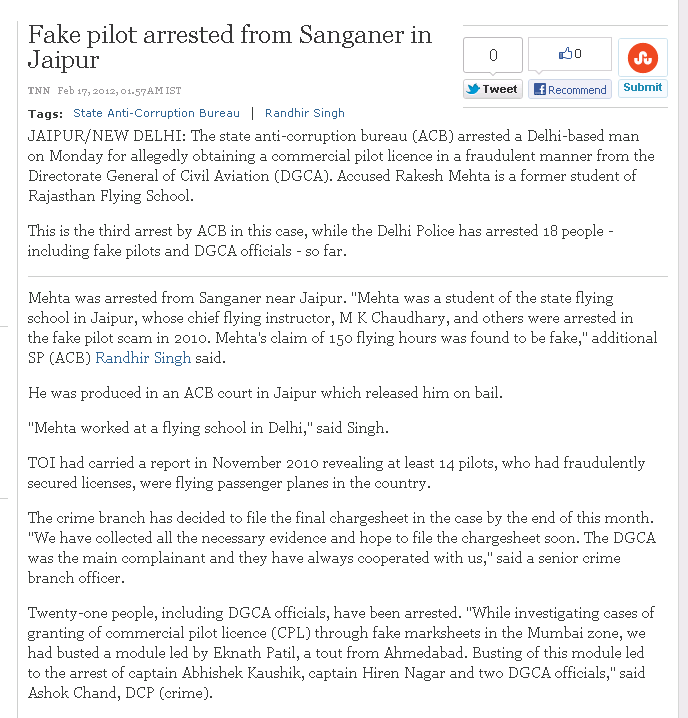 Fake pilot arrested from Sanganer in
Jaipur
TNN Feb 17, 2012, 01.57AM IST
0
0
Tweet
Recommend
Submit
Tags: State Anti-Corruption Bureau | Randhir Singh
JAIPUR/NEW DELHI: The state anti-corruption bureau (ACB) arrested a Delhi-based man
on Monday for allegedly obtaining a commercial pilot licence in a fraudulent manner from the
Directorate General of Civil Aviation (DGCA). Accused Rakesh Mehta is a former student of
Rajasthan Flying School.
This is the third arrest by ACB in this case, while the Delhi Police has arrested 18 people -
including fake pilots and DGCA officials - so far.
Mehta was arrested from Sanganer near Jaipur. "Mehta was a student of the state flying
school in Jaipur, whose chief flying instructor, M K Chaudhary, and others were arrested in
the fake pilot scam in 2010. Mehta's claim of 150 flying hours was found to be fake," additional
SP (ACB) Randhir Singh said.
He was produced in an ACB court in Jaipur which released him on bail.
"Mehta worked at a flying school in Delhi," said Singh.
TOI had carried a report in November 2010 revealing at least 14 pilots, who had fraudulently
secured licenses, were flying passenger planes in the country.
The crime branch has decided to file the final chargesheet in the case by the end of this month.
"We have collected all the necessary evidence and hope to file the chargesheet soon. The DGCA
was the main complainant and they have always cooperated with us," said a senior crime
branch officer.
Twenty-one people, including DGCA officials, have been arrested. "While investigating cases of
granting of commercial pilot licence (CPL) through fake marksheets in the Mumbai zone, we
had busted a module led by Eknath Patil, a tout from Ahmedabad. Busting of this module led
to the arrest of captain Abhishek Kaushik, captain Hiren Nagar and two DGCA officials," said
Ashok Chand, DCP (crime).